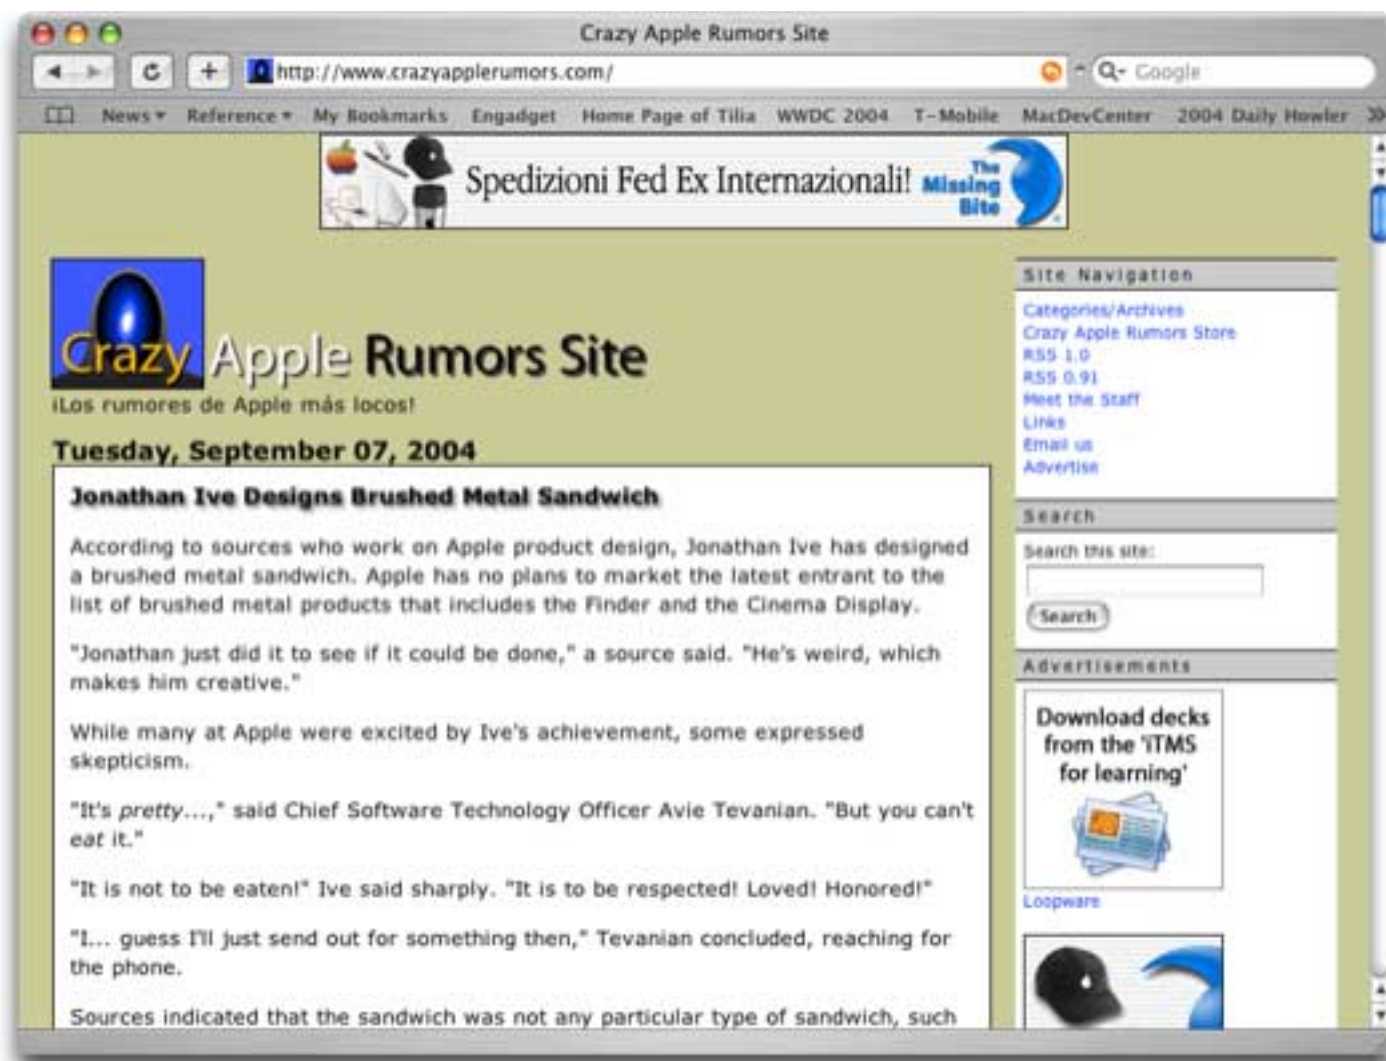 Crazy Apple Rumors Site
http://www.crazyapplerumors.com/
Google
News Reference My Bookmarks Engadget Home Page of Tilia WWDC 2004 T-Mobile MacDevCenter 2004 Daily Howler
Spedizioni Fed Ex Internazionali! The Missing Bite
Crazy Apple Rumors Site
¡Los rumores de Apple más locos!
Tuesday, September 07, 2004
Jonathan Ive Designs Brushed Metal Sandwich
According to sources who work on Apple product design, Jonathan Ive has designed
a brushed metal sandwich. Apple has no plans to market the latest entrant to the
list of brushed metal products that includes the Finder and the Cinema Display.
"Jonathan just did it to see if it could be done," a source said. "He's weird, which
makes him creative."
While many at Apple were excited by Ive's achievement, some expressed
skepticism.
"It's pretty...," said Chief Software Technology Officer Avie Tevanian. "But you can't
eat it."
"It is not to be eaten!" Ive said sharply. "It is to be respected! Loved! Honored!"
"I... guess I'll just send out for something then," Tevanian concluded, reaching for
the phone.
Sources indicated that the sandwich was not any particular type of sandwich, such
Site Navigation
Categories/Archives
Crazy Apple Rumors Store
RSS 1.0
RSS 0.91
Meet the Staff
Links
Email us
Advertise
Search
Search this site:
Search
Advertisements
Download decks
from the 'iTMS
for learning'
Loopware